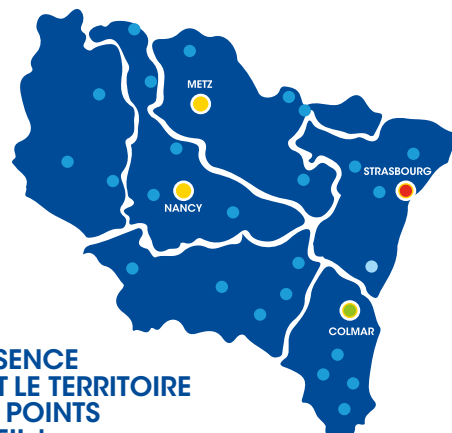 METZ
STRASBOURG
NANCY
COLMAR
SENCE
T LE TERRITOIRE
POINTS